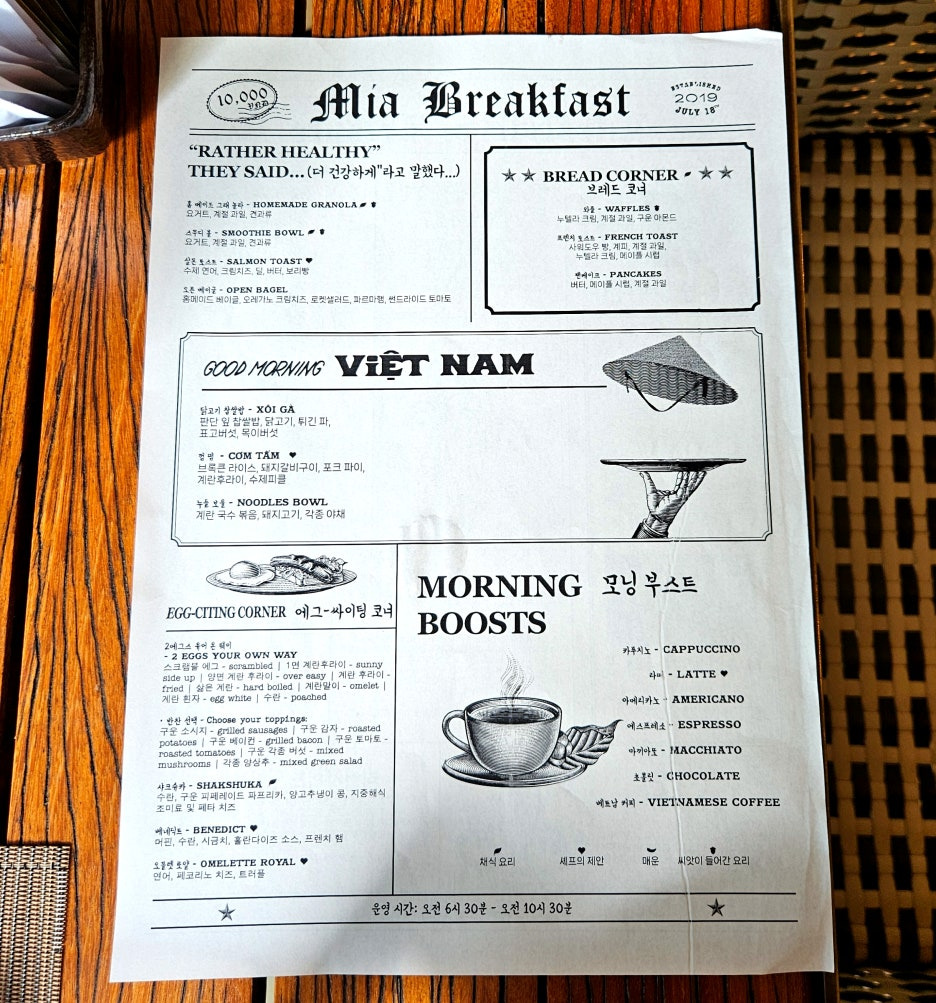 10,000
VND
Mia Breakfast
ESTABLISHED
2019
JULY 18
"RATHER HEALTHY"
THEY SAID...(더 건강하게"라고 말했다...)
홈 메이드 그래 놀라 - HOMEMADE GRANOLA
요거트, 계절 과일, 견과류
스무디 볼 - SMOOTHIE BOWL
요거트, 계절 과일, 견과류
살몬 토스트 - SALMON TOAST
수제 연어, 크림치즈, 딜, 버터, 보리빵
오픈 베이글 - OPEN BAGEL
홈메이드 베이글, 오레가노 크림치즈, 로켓샐러드, 파르마햄, 썬드라이드 토마토
BREAD CORNER
브레드 코너
와플 - WAFFLES
누텔라 크림, 계절 과일, 구운 아몬드
프렌치 토스트 - FRENCH TOAST
사워도우 빵, 계피, 계절 과일,
누텔라 크림, 메이플 시럽
팬케이크 - PANCAKES
버터, 메이플 시럽, 계절 과일
GOOD MORNING VIỆT NAM
닭고기 찹쌀밥 - XÔI GÀ
판단 잎 찹쌀밥, 닭고기, 튀긴 파,
표고버섯, 목이버섯
껌 떰 - CƠM TẤM
브록큰 라이스, 돼지갈비구이, 포크 파이,
계란후라이, 수제피클
누들 보울 - NOODLES BOWL
계란 국수 볶음, 돼지고기, 각종 야채
EGG-CITING CORNER 에그-싸이팅 코너
2에그스 유어 온 웨이
- 2 EGGS YOUR OWN WAY
스크램블 에그 - scrambled | 1면 계란후라이 - sunny
side up | 양면 계란 후라이 - over easy | 계란 후라이 -
fried | 삶은 계란 - hard boiled | 계란말이 - omelet |
계란 흰자 - egg white | 수란 - poached
· 반찬 선택 - Choose your toppings:
구운 소시지 - grilled sausages | 구운 감자 - roasted
potatoes | 구운 베이컨 - grilled bacon | 구운 토마토 -
roasted tomatoes | 구운 각종 버섯 - mixed
mushrooms | 각종 양상추 - mixed green salad
샤크슈카 - SHAKSHUKA
수란, 구운 피페레이드 파프리카, 양고추냉이 콩, 지중해식
조미료 및 페타 치즈
베네딕트 - BENEDICT
머핀, 수란, 시금치, 홀란다이즈 소스, 프렌치 햄
오믈렛 로얄 - OMELETTE ROYAL
연어, 페코리노 치즈, 트러플
MORNING 모닝 부스트
BOOSTS
카푸치노 - CAPPUCCINO
라떼 - LATTE
아메리카노 - AMERICANO
에스프레소 - ESPRESSO
마끼아또 - MACCHIATO
초콜릿 - CHOCOLATE
베트남 커피 - VIETNAMESE COFFEE
채식 요리 셰프의 제안 매운 씨앗이 들어간 요리
운영 시간: 오전 6시 30분 - 오전 10시 30분